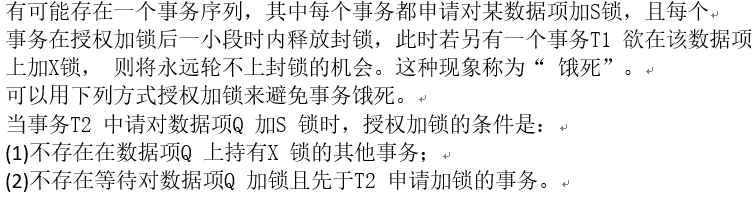 有可能存在一个事务序列，其中每个事务都申请对某数据项加S锁，且每个
事务在授权加锁后一小段时内释放封锁，此时若另有一个事务T1 欲在该数据项
上加X锁， 则将永远轮不上封锁的机会。这种现象称为“ 饿死”。
可以用下列方式授权加锁来避免事务饿死。
当事务T2 中请对数据项Q 加S 锁时，授权加锁的条件是：
(1)不存在在数据项Q 上持有X 锁的其他事务；
(2)不存在等待对数据项Q 加锁且先于T2 申请加锁的事务。